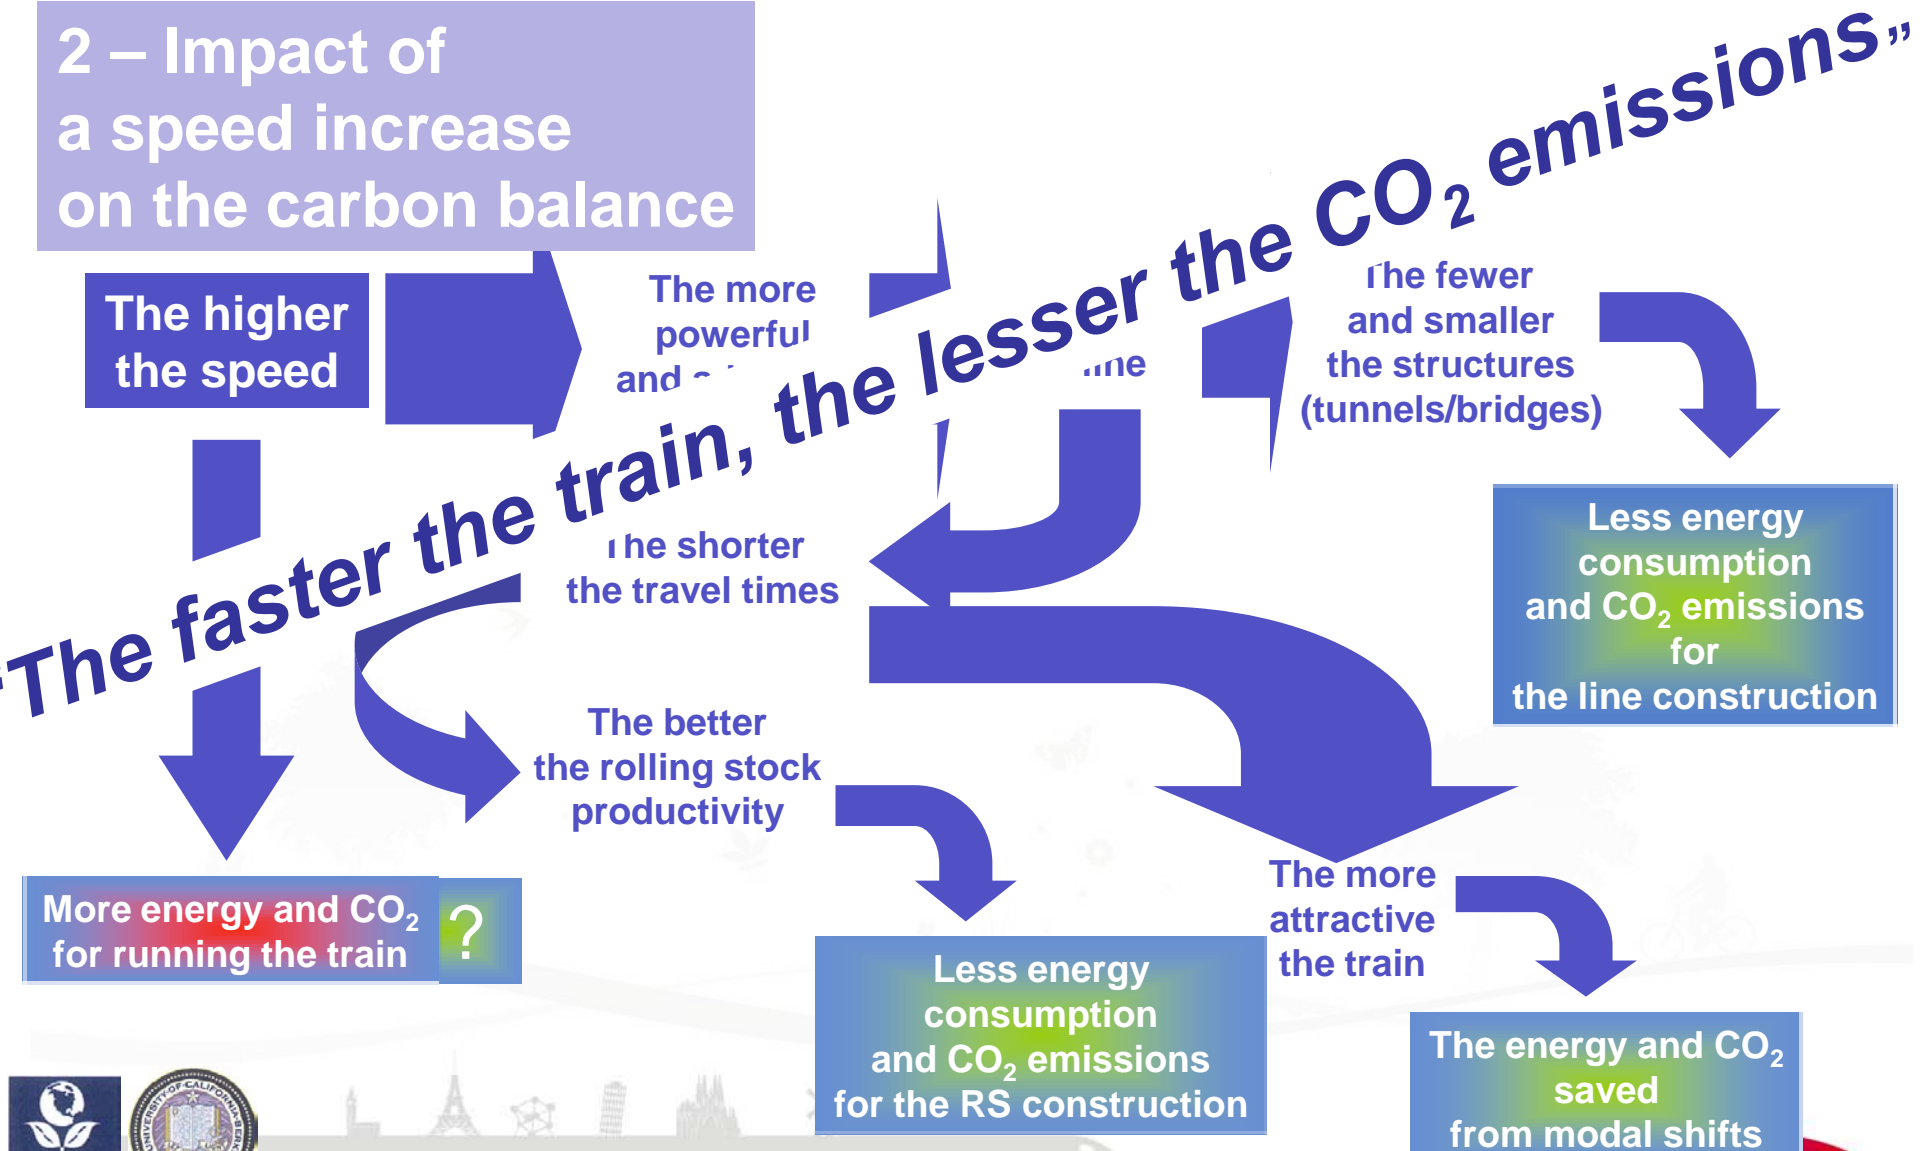 2 – Impact of
a speed increase
on the carbon balance
"The faster the train, the lesser the CO₂ emissions"
The higher
the speed
The more
powerful
and
line
The fewer
and smaller
the structures
(tunnels/bridges)
The shorter
the travel times
Less energy
consumption
and CO₂ emissions
for
the line construction
The better
the rolling stock
productivity
More energy and CO₂
for running the train
?
The more
attractive
the train
Less energy
consumption
and CO₂ emissions
for the RS construction
The energy and CO₂
saved
from modal shifts